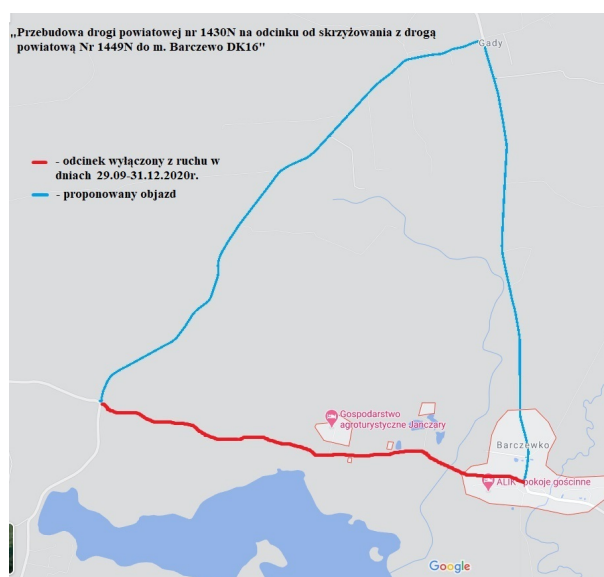 „Przebudowa drogi powiatowej nr 1430N na odcinku od skrzyżowania z drogą
powiatową Nr 1449N do m. Barczewo DK16"
Gady
- odcinek wyłączony z ruchu w
dniach 29.09-31.12.2020r.
- proponowany objazd
Gospodarstwo
agroturystyczne Janczary
Barczewko
ALIK - pokoje gościnne
Google